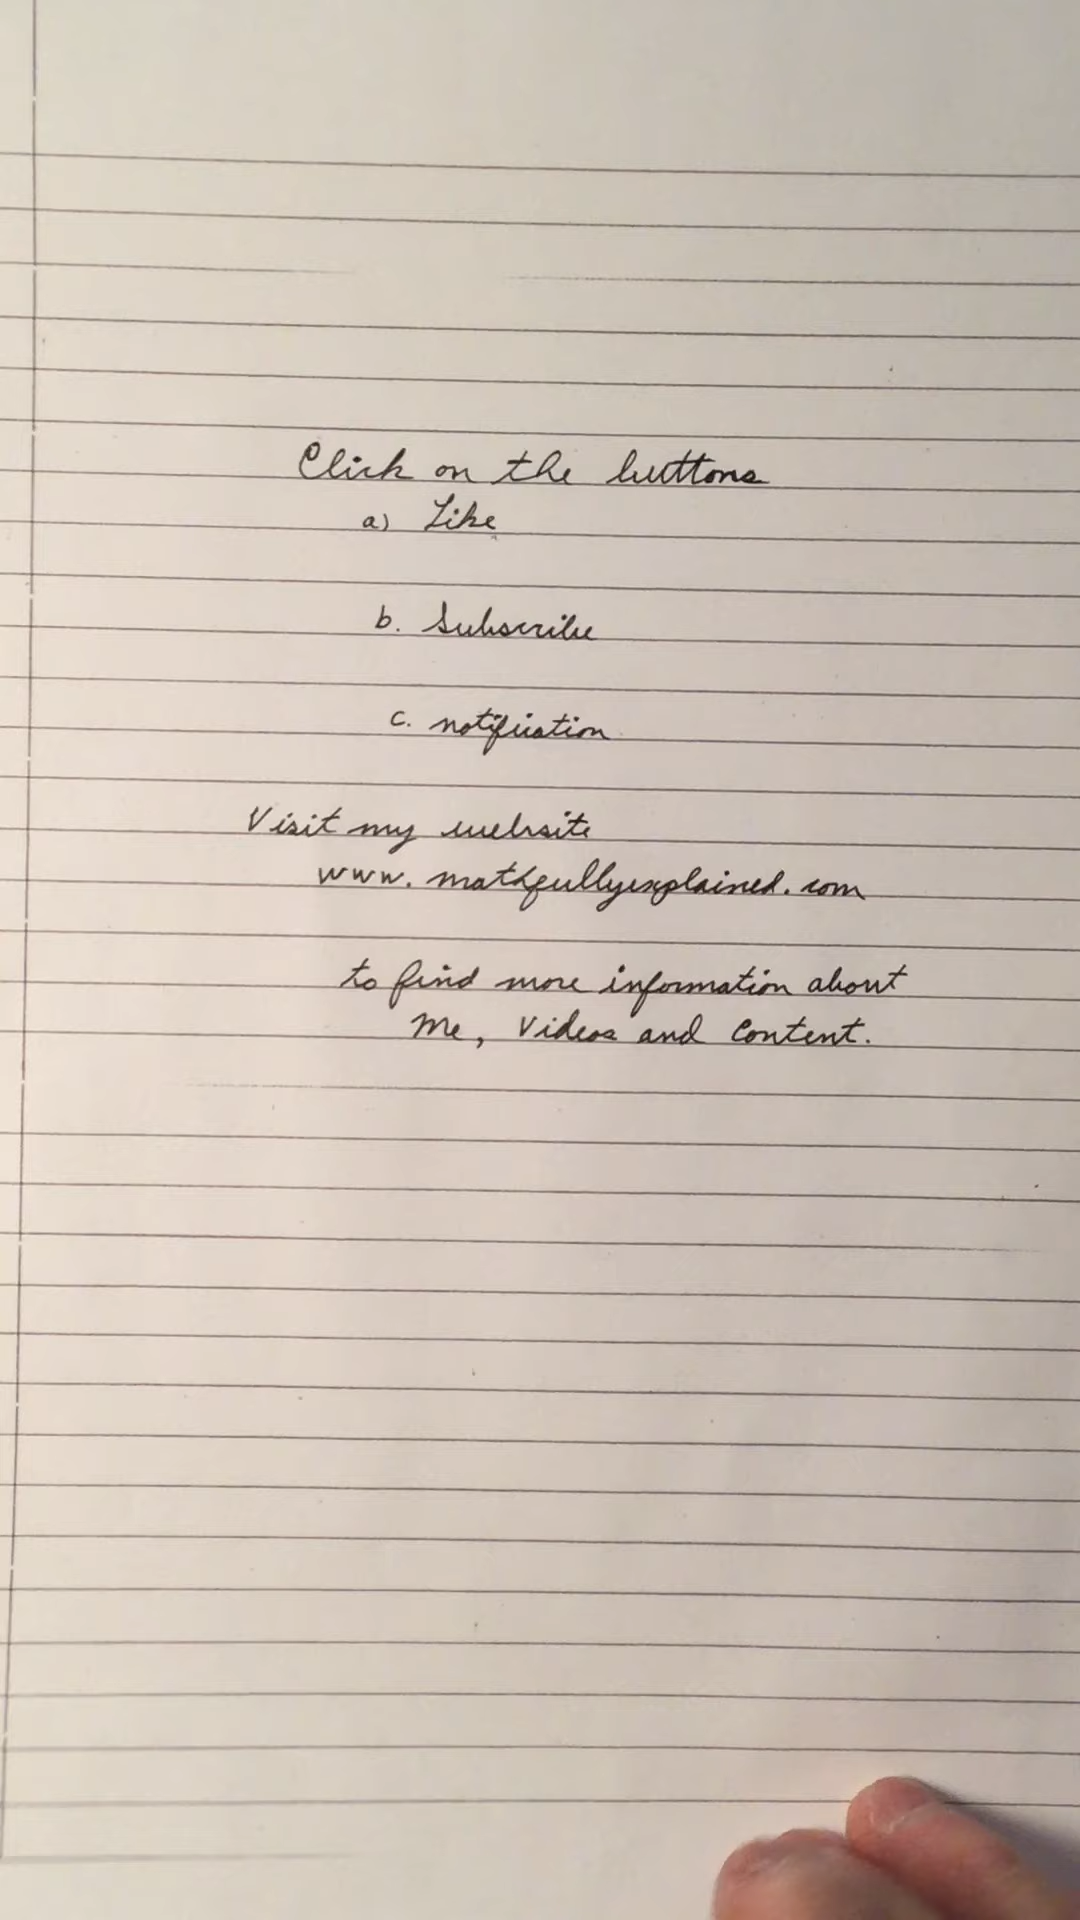 Click on the buttons
a) Like
b. Subscribe
c. notification
Visit my website
www.mathfullyexplained.com
to find more information about
Me, Videos and Content.